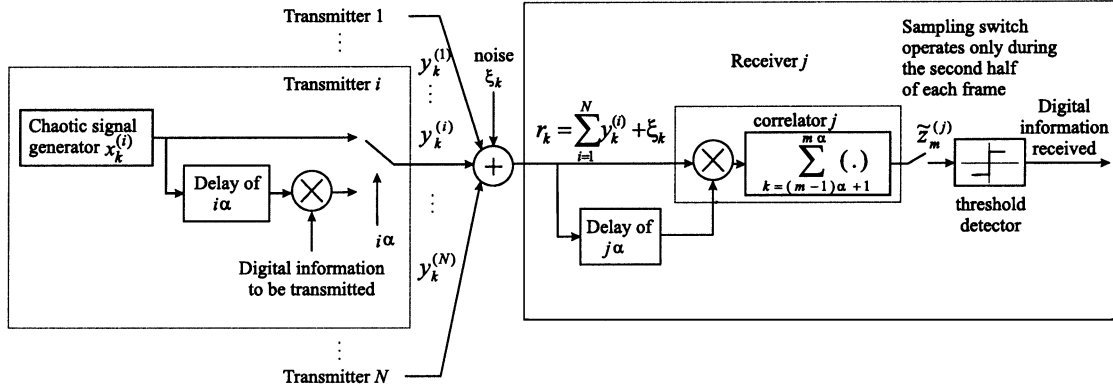 Transmitter 1
Transmitter i
Chaotic signal
generator x_k^(i)
Delay of
iα
iα
Digital information
to be transmitted
y_k^(1)
y_k^(i)
y_k^(N)
Transmitter N
noise
ξ_k
+
r_k = ∑_{i=1}^{N} y_k^(i) + ξ_k
Delay of
jα
Receiver j
correlator j
∑_{k=(m−1)α+1}^{mα} (.)
Sampling switch
operates only during
the second half
of each frame
z̃_m^(j)
threshold
detector
Digital
information
received